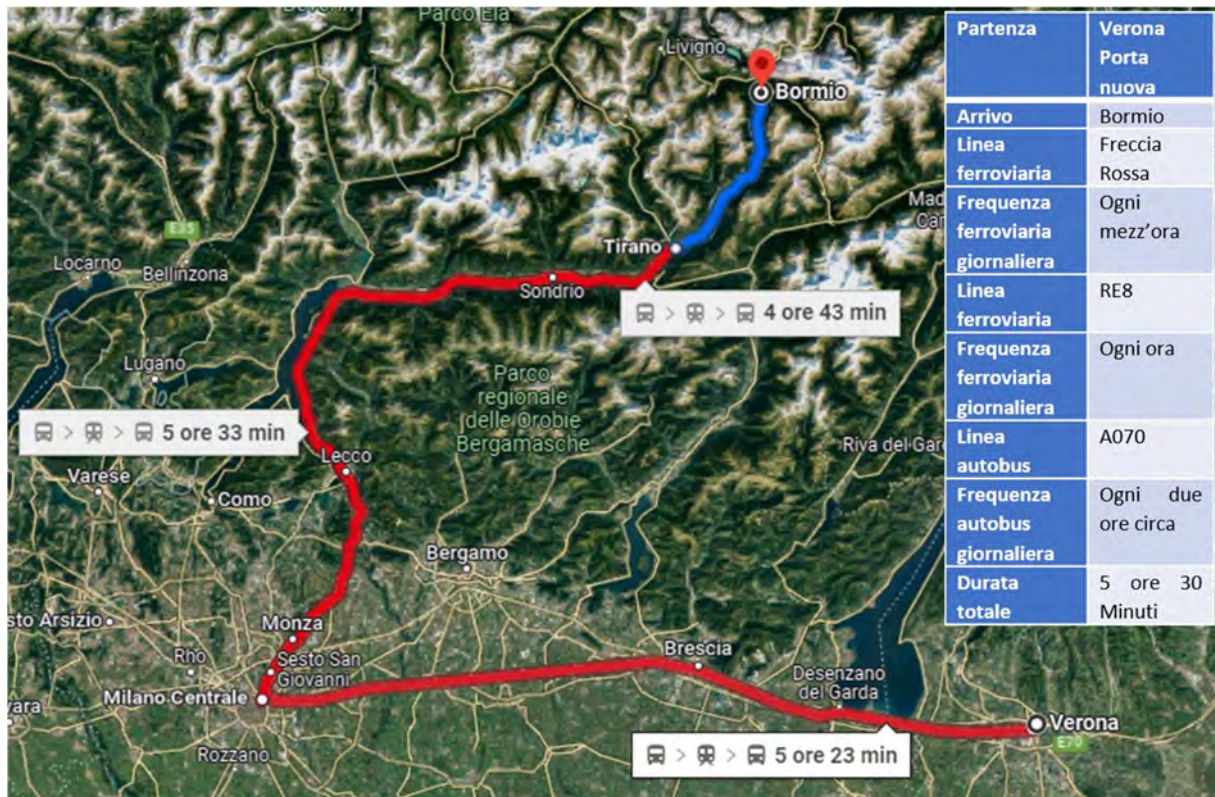 Parco Ela
Livigno
Bormio
E35
Locarno
Bellinzona
Tirano
Sondrio
4 ore 43 min
Lugano
Parco
regionale
delle Orobie
Bergamasche
5 ore 33 min
Riva del Gard
Lecco
Varese
Como
Bergamo
sto Arsizio
Monza
Rho
Sesto San
Giovanni
Brescia
Milano Centrale
Desenzano
del Garda
vara
Verona
E70
Rozzano
5 ore 23 min
Partenza Verona
Porta
nuova
Arrivo Bormio
Linea Freccia
ferroviaria Rossa
Frequenza Ogni
ferroviaria mezz'ora
giornaliera
Linea RE8
ferroviaria
Frequenza Ogni ora
ferroviaria
giornaliera
Linea A070
autobus
Frequenza Ogni due
autobus ore circa
giornaliera
Durata 5 ore 30
totale Minuti